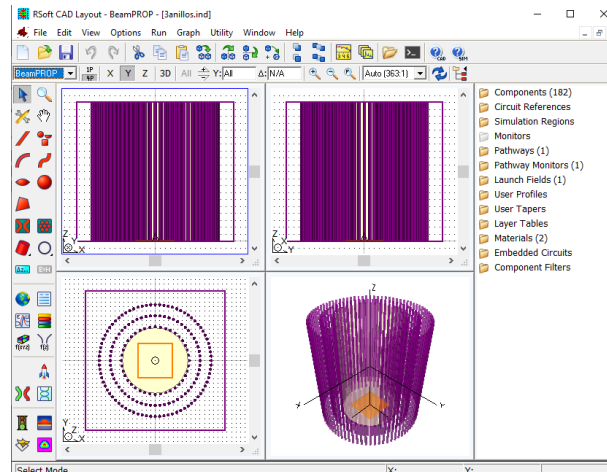 RSoft CAD Layout - BeamPROP - [3anillos.ind]
File Edit View Options Run Graph Utility Window Help
BeamPROP 1P X Y Z 3D All Y: All Δ: N/A Auto (363:1)
Components (182)
Circuit References
Simulation Regions
Monitors
Pathways (1)
Pathway Monitors (1)
Launch Fields (1)
User Profiles
User Tapers
Layer Tables
Materials (2)
Embedded Circuits
Component Filters
Z
Y
X
Z
X
Y
Y
Z
X
Z
X
Y
Select Mode X: Y: